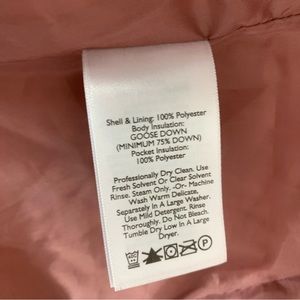 Shell & Lining: 100% Polyester
Body Insulation:
GOOSE DOWN
(MINIMUM 75% DOWN)
Pocket Insulation:
100% Polyester
Professionally Dry Clean. Use
Fresh Solvent Or Clear Solvent
Rinse. Steam Only. -Or- Machine
Wash Warm Delicate,
Separately In A Large Washer.
Use Mild Detergent. Rinse
Thoroughly. Do Not Bleach.
Tumble Dry Low In A Large
Dryer.
P